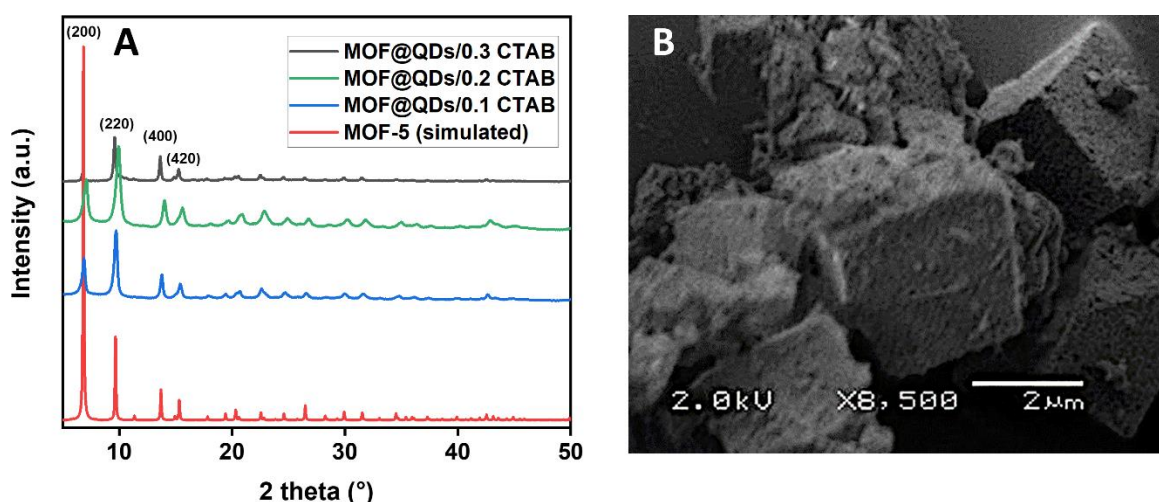 A
(200)
(220)
(400)
(420)
MOF@QDs/0.3 CTAB
MOF@QDs/0.2 CTAB
MOF@QDs/0.1 CTAB
MOF-5 (simulated)
Intensity (a.u.)
10
20
30
40
50
2 theta (°)
B
2.0kV X8,500 2µm